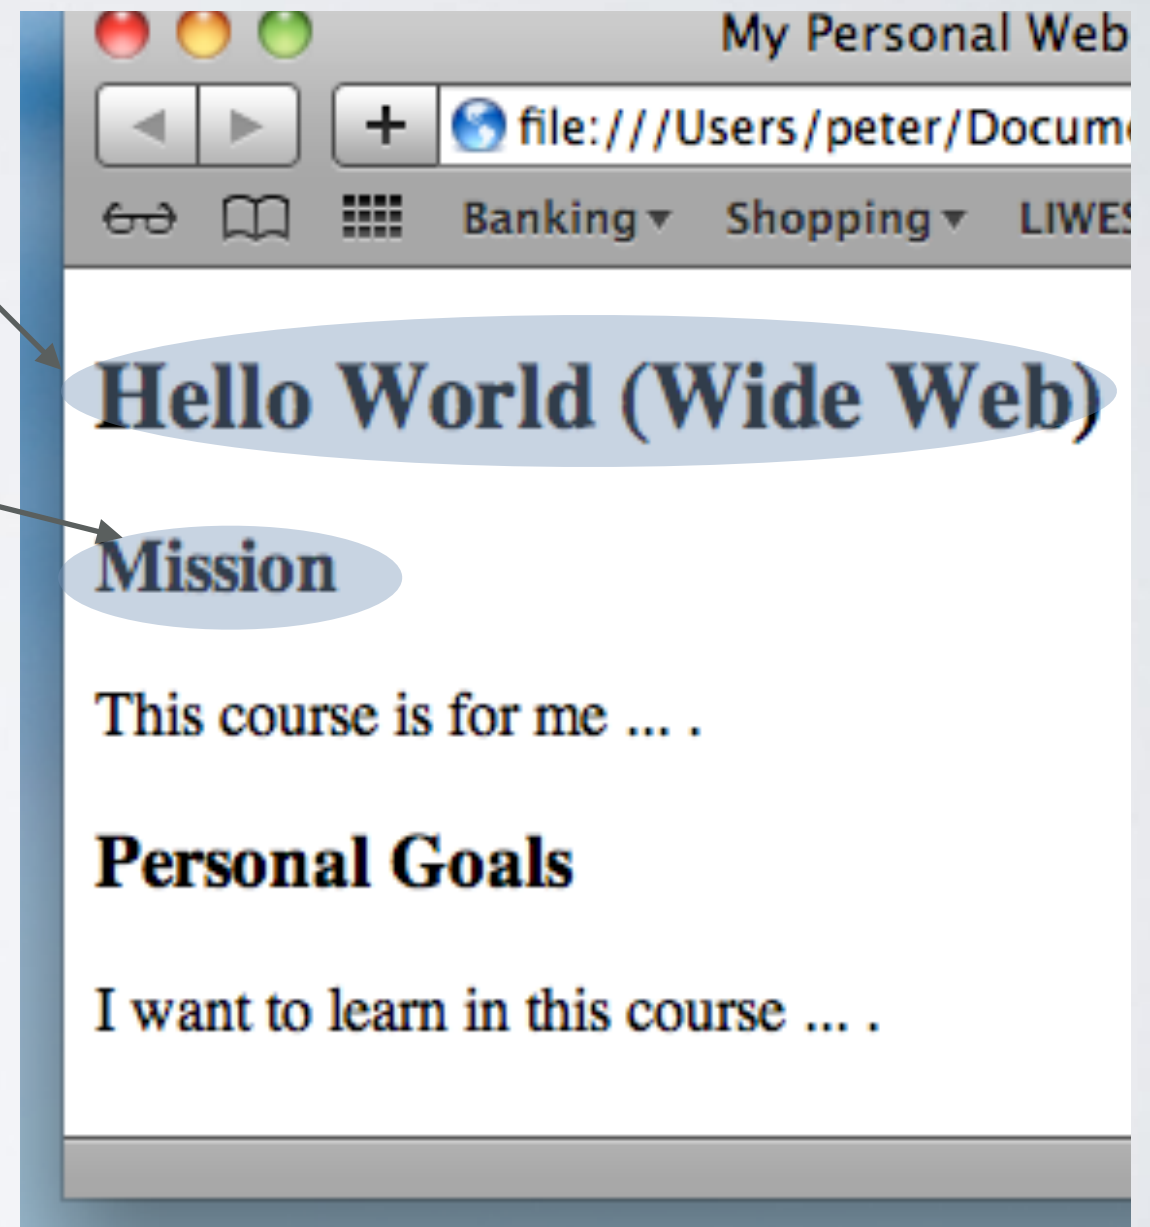 My Personal Web
file:///Users/peter/Docum
Banking Shopping LIWES
Hello World (Wide Web)
Mission
This course is for me ... .
Personal Goals
I want to learn in this course ... .